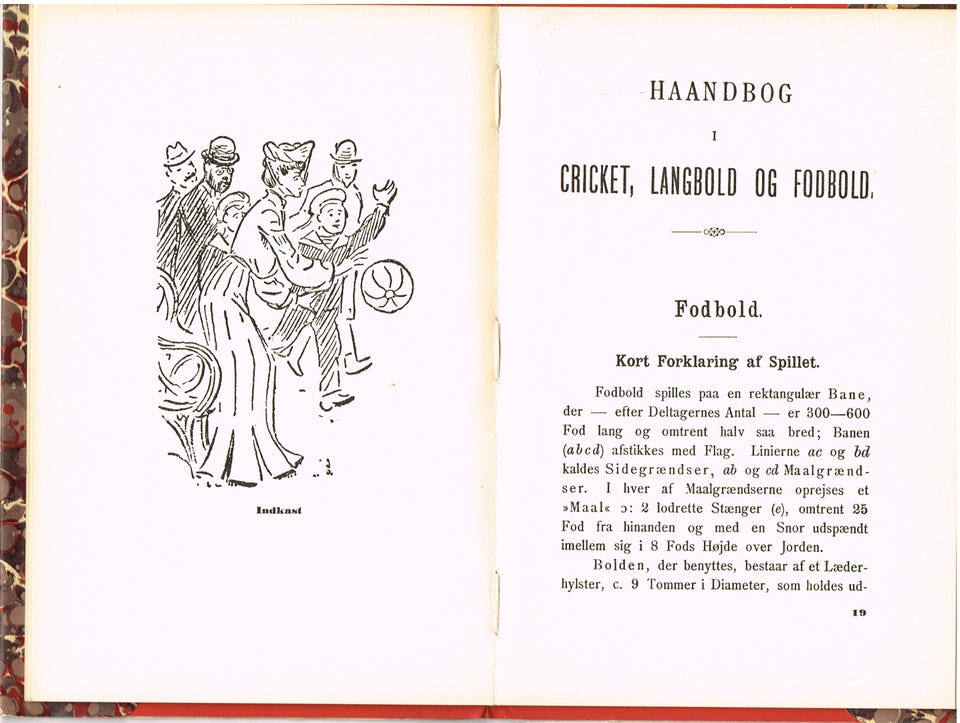 Indkast
HAANDBOG
I
CRICKET, LANGBOLD OG FODBOLD.
Fodbold.
Kort Forklaring af Spillet.
Fodbold spilles paa en rektangulær Bane,
der — efter Deltagernes Antal — er 300—600
Fod lang og omtrent halv saa bred; Banen
(abcd) afstikkes med Flag. Linierne ac og bd
kaldes Sidegrændser, ab og cd Maalgrænd-
ser. I hver af Maalgrændserne oprejses et
»Maal« ɔ: 2 lodrette Stænger (e), omtrent 25
Fod fra hinanden og med en Snor udspændt
imellem sig i 8 Fods Højde over Jorden.
Bolden, der benyttes, bestaar af et Læder-
hylster, c. 9 Tommer i Diameter, som holdes ud-
19